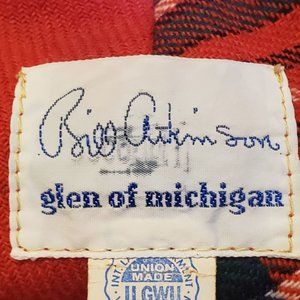 Bill Atkinson
glen of michigan
UNION
MADE
ILGWU